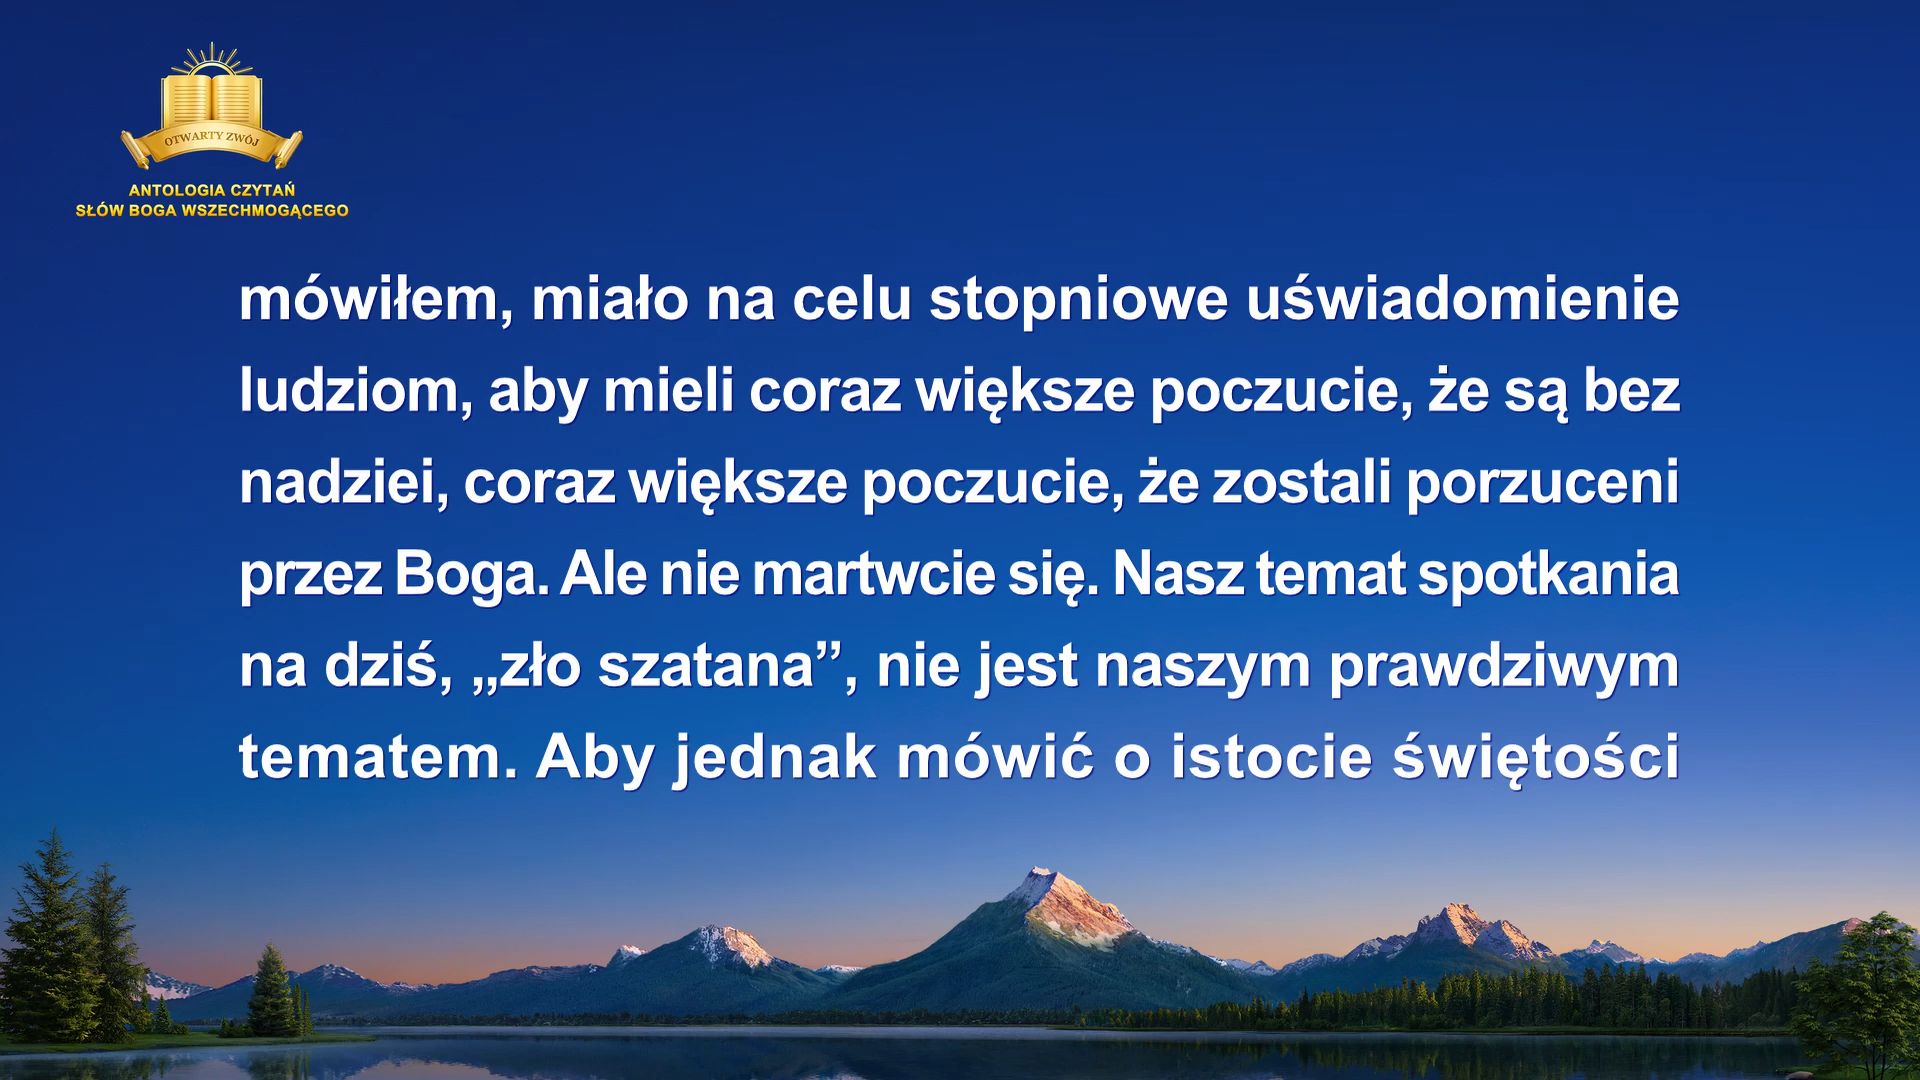 OTWARTY ZWÓJ
ANTOLOGIA CZYTAŃ
SŁÓW BOGA WSZECHMOGĄCEGO
mówiłem, miało na celu stopniowe uświadomienie
ludziom, aby mieli coraz większe poczucie, że są bez
nadziei, coraz większe poczucie, że zostali porzuceni
przez Boga. Ale nie martwcie się. Nasz temat spotkania
na dziś, „zło szatana”, nie jest naszym prawdziwym
tematem. Aby jednak mówić o istocie świętości